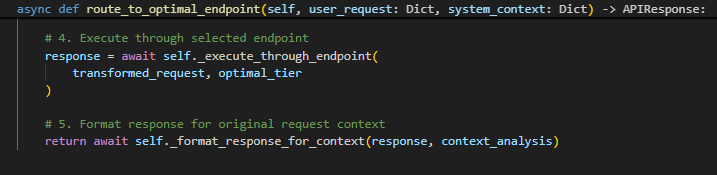 async def route_to_optimal_endpoint(self, user_request: Dict, system_context: Dict) -> APIResponse:
# 4. Execute through selected endpoint
response = await self._execute_through_endpoint(
transformed_request, optimal_tier
)
# 5. Format response for original request context
return await self._format_response_for_context(response, context_analysis)